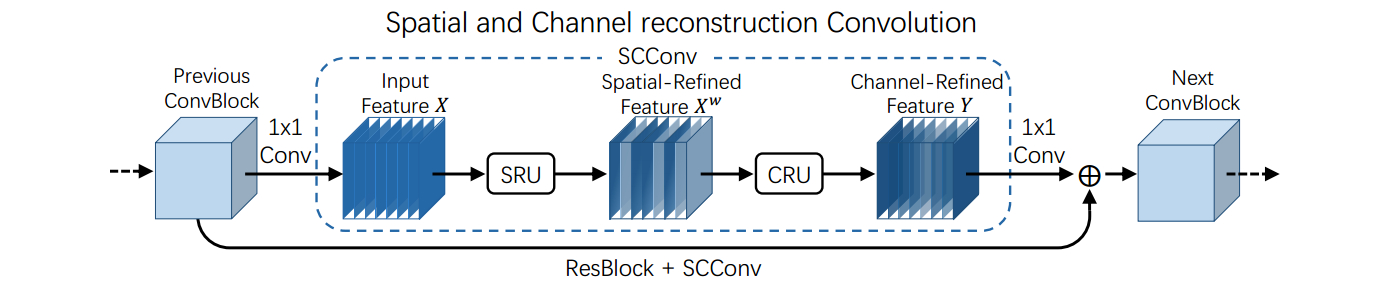 Spatial and Channel reconstruction Convolution
SCConv
Previous
ConvBlock
1x1
Conv
Input
Feature X
SRU
Spatial-Refined
Feature X^w
CRU
Channel-Refined
Feature Y
1x1
Conv
⊕
Next
ConvBlock
ResBlock + SCConv